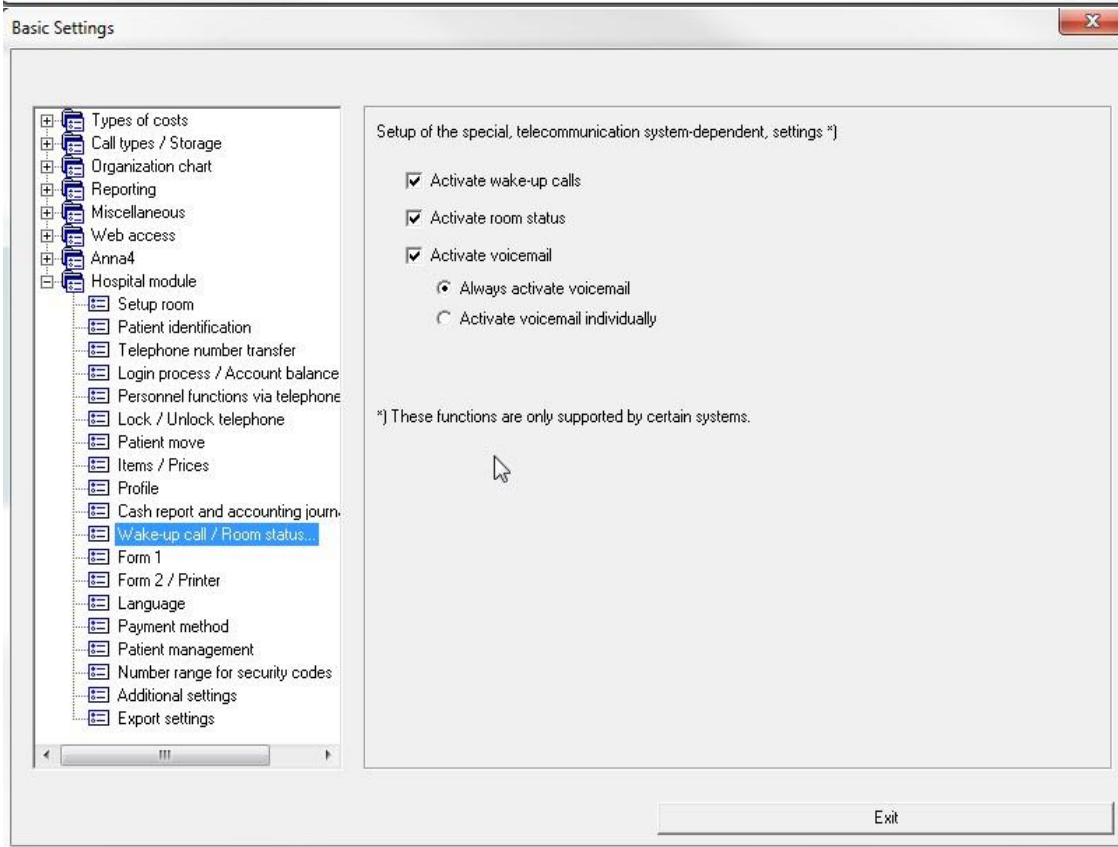 Basic Settings
Types of costs
Call types / Storage
Organization chart
Reporting
Miscellaneous
Web access
Anna4
Hospital module
Setup room
Patient identification
Telephone number transfer
Login process / Account balance
Personnel functions via telephone
Lock / Unlock telephone
Patient move
Items / Prices
Profile
Cash report and accounting journ
Wake-up call / Room status...
Form 1
Form 2 / Printer
Language
Payment method
Patient management
Number range for security codes
Additional settings
Export settings
Setup of the special, telecommunication system-dependent, settings *)
Activate wake-up calls
Activate room status
Activate voicemail
Always activate voicemail
Activate voicemail individually
*) These functions are only supported by certain systems.
Exit